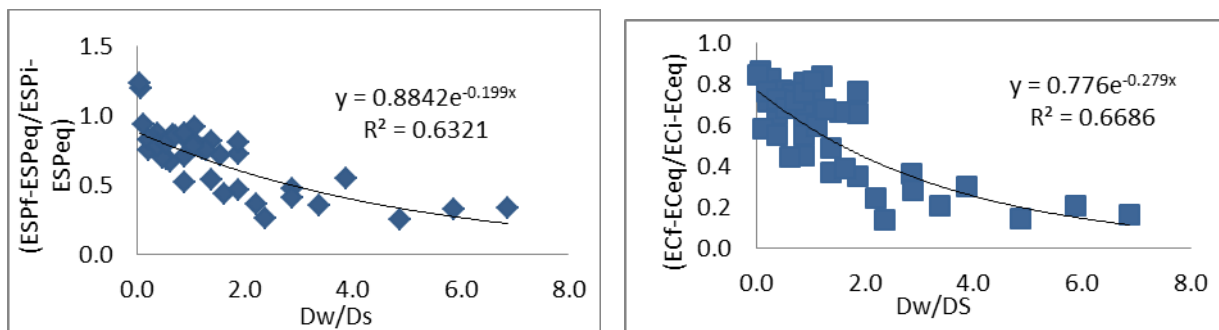 (ESPf-ESPeq/ESPi-
ESPeq)
1.5
1.0
0.5
0.0
y = 0.8842e^-0.199x
R² = 0.6321
0.0 2.0 4.0 6.0 8.0
Dw/Ds
(ECf-ECeq/ECi-ECeq)
1.0
0.8
0.6
0.4
0.2
0.0
y = 0.776e^-0.279x
R² = 0.6686
0.0 2.0 4.0 6.0 8.0
Dw/DS